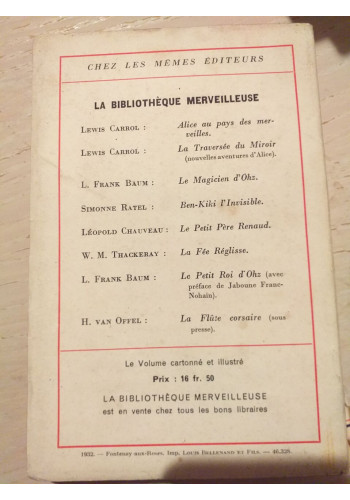 CHEZ LES MÊMES ÉDITEURS
LA BIBLIOTHÈQUE MERVEILLEUSE
LEWIS CARROL : Alice au pays des mer-
veilles.
LEWIS CARROL : La Traversée du Miroir
(nouvelles aventures d'Alice).
L. FRANK BAUM : Le Magicien d'Ohz.
SIMONNE RATEL : Ben-Kiki l'Invisible.
LÉOPOLD CHAUVEAU : Le Petit Père Renaud.
W. M. THACKERAY : La Fée Réglisse.
L. FRANK BAUM : Le Petit Roi d'Ohz (avec
préface de Jaboune Franc-
Nohain).
H. VAN OFFEL : La Flûte corsaire (sous
presse).
Le Volume cartonné et illustré
Prix : 16 fr. 50
LA BIBLIOTHÈQUE MERVEILLEUSE
est en vente chez tous les bons libraires
1932. — Fontenay-aux-Roses. Imp. LOUIS BELLENAND ET FILS. — 46.228.